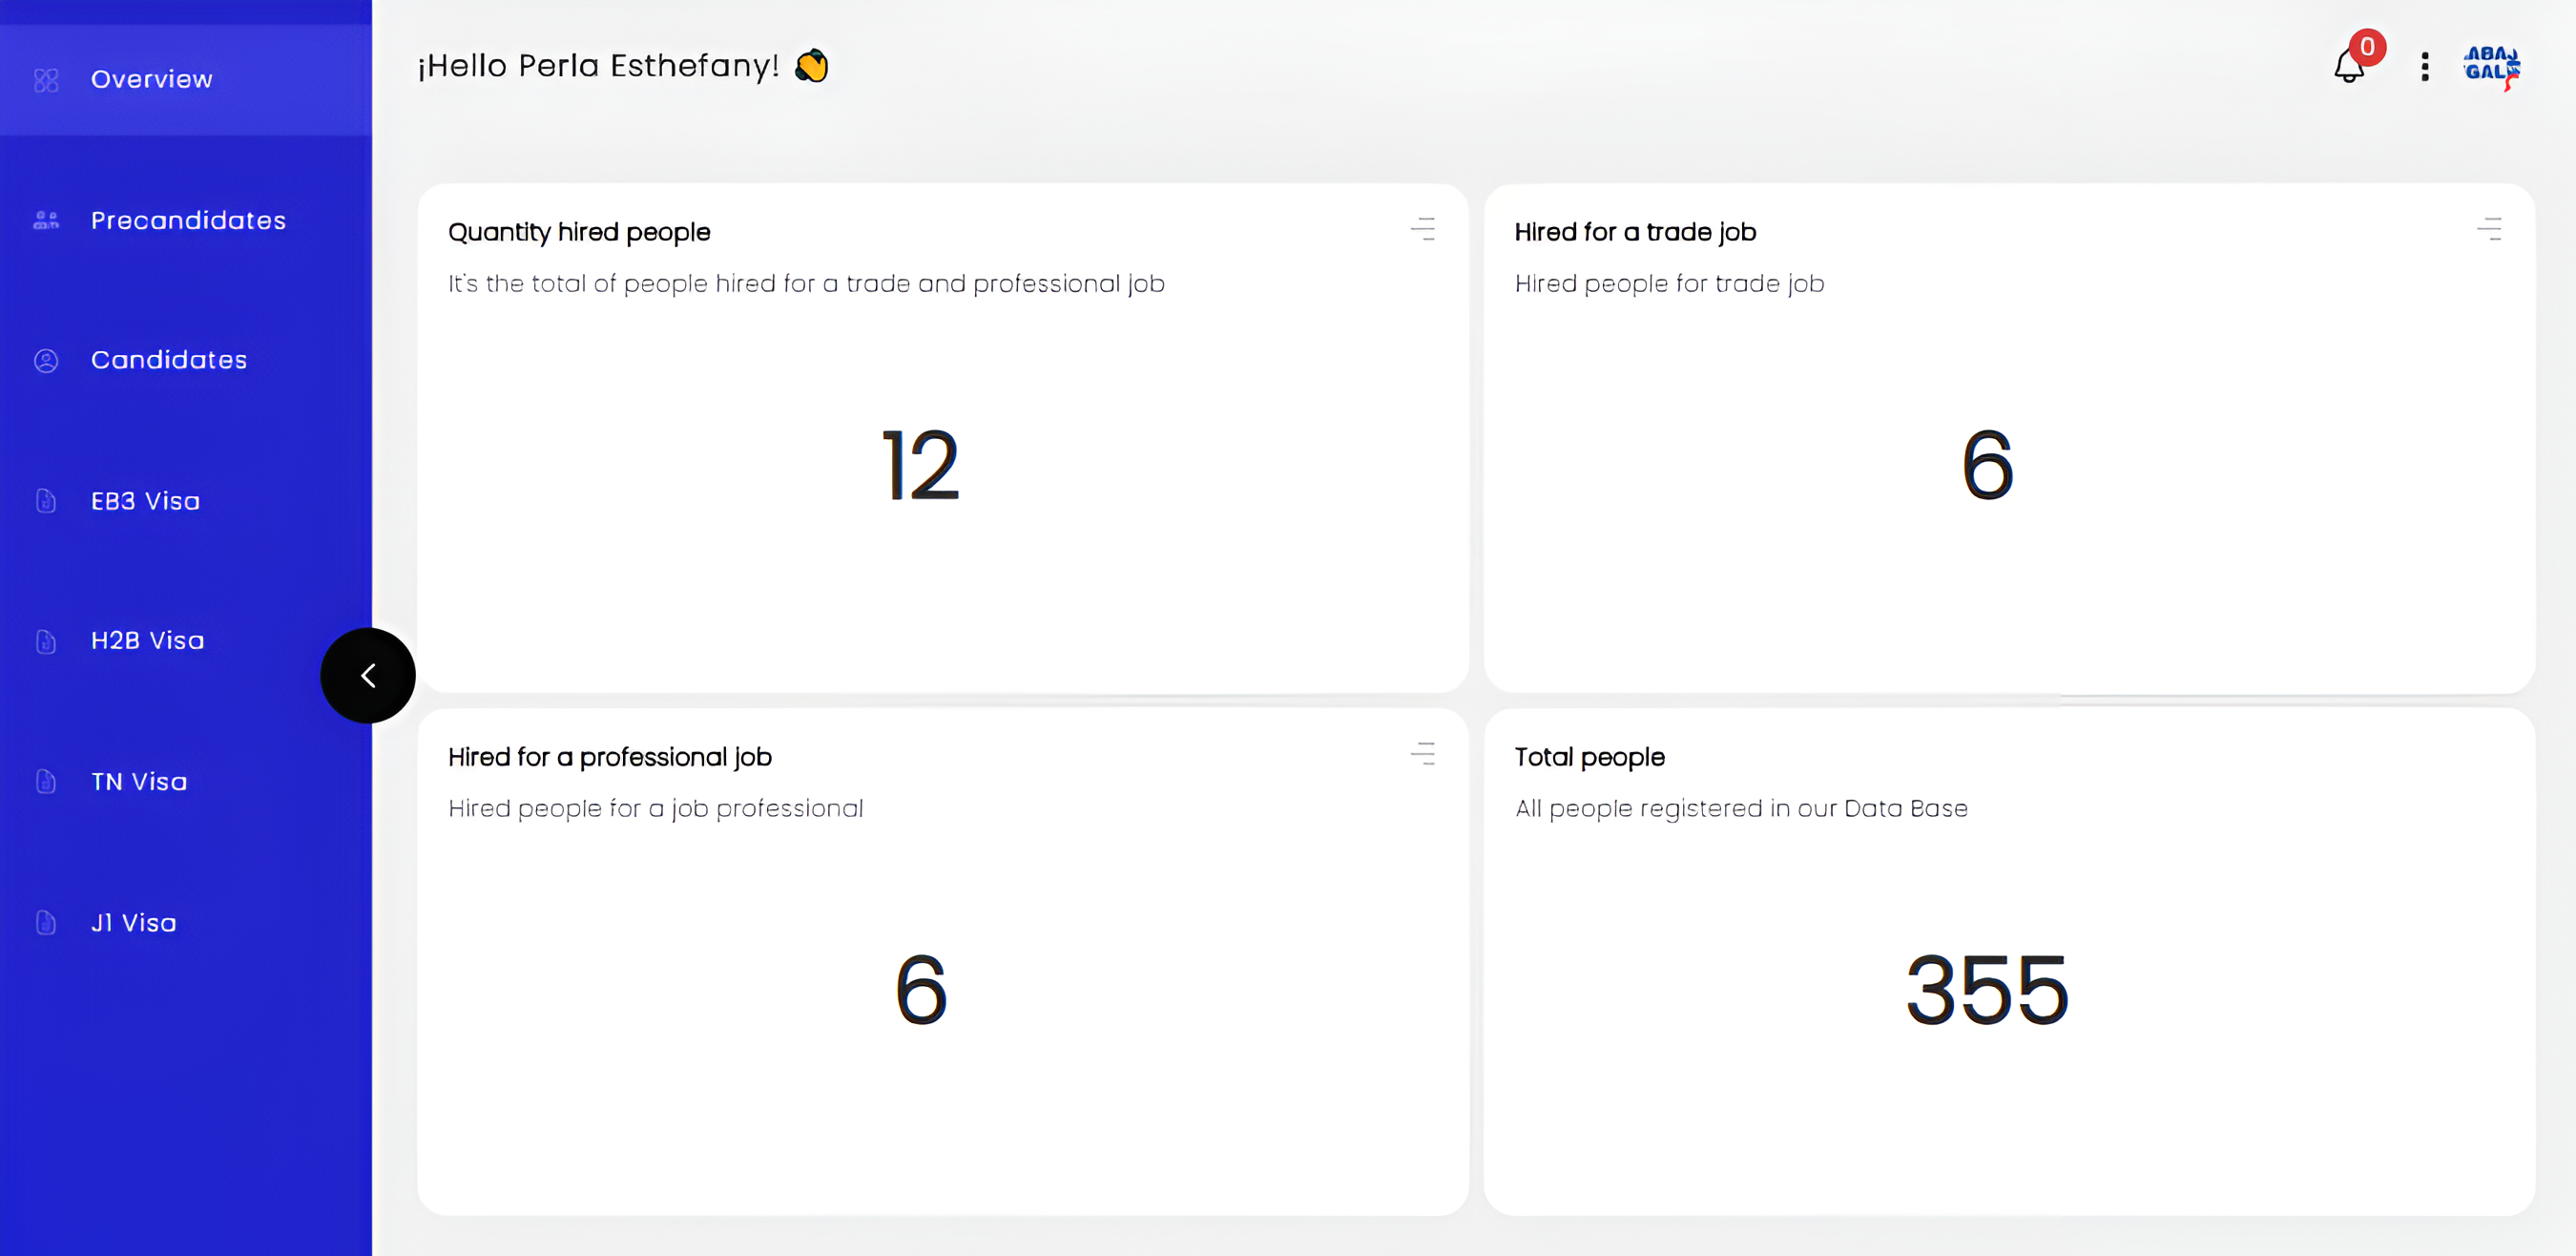 Overview
Precandidates
Candidates
EB3 Visa
H2B Visa
TN Visa
J1 Visa
¡Hello Perla Esthefany!
0
ABAJ
GAL
Quantity hired people
It's the total of people hired for a trade and professional job
12
Hired for a trade job
Hired people for trade job
6
Hired for a professional job
Hired people for a job professional
6
Total people
All people registered in our Data Base
355